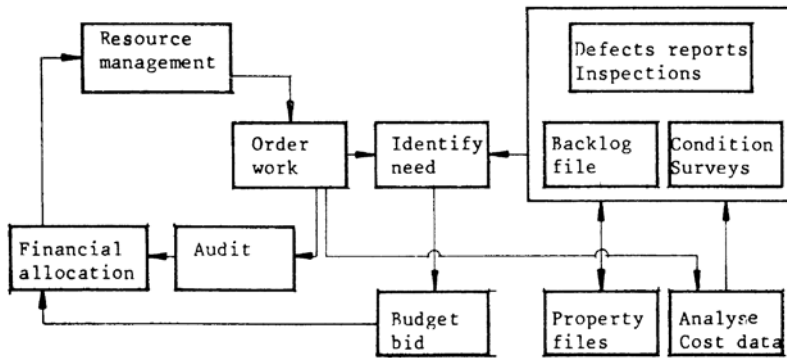 Resource
management
Defects reports
Inspections
Order
work
Identify
need
Backlog
file
Condition
Surveys
Financial
allocation
Audit
Budget
bid
Property
files
Analyse
Cost data